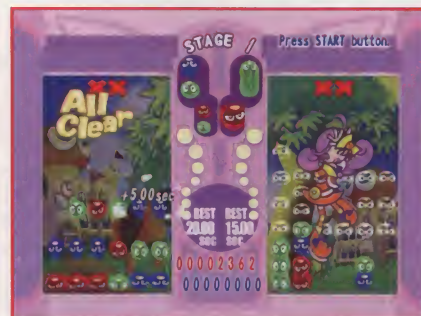 STAGE 1
Press START button.
All
Clear
+5.00sec
BEST BEST
20.00 15.00
SEC SEC
00002362
00000000